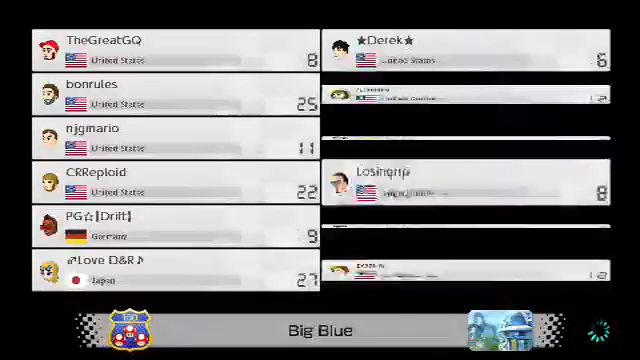 TheGreatGQ
United States 8
bonrules
United States 25
njgmario
United States 11
CRReploid
United States 22
PG☆[Drift]
Germany 9
♂Love D&R♪
Japan 27
★Derek★
United States 6
12
Losingrip
8
150
Big Blue